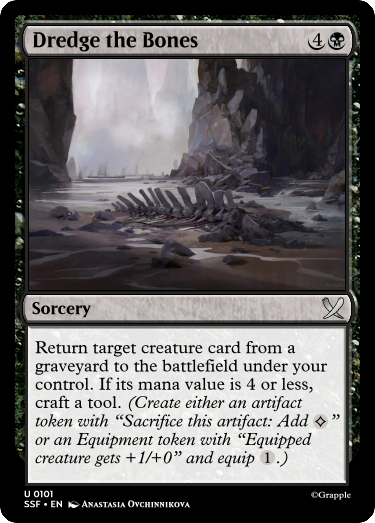 Dredge the Bones 4
Sorcery
Return target creature card from a
graveyard to the battlefield under your
control. If its mana value is 4 or less,
craft a tool. (Create either an artifact
token with “Sacrifice this artifact: Add ”
or an Equipment token with “Equipped
creature gets +1/+0” and equip 1 .)
U 0101
SSF • EN Anastasia Ovchinnikova
©Grapple